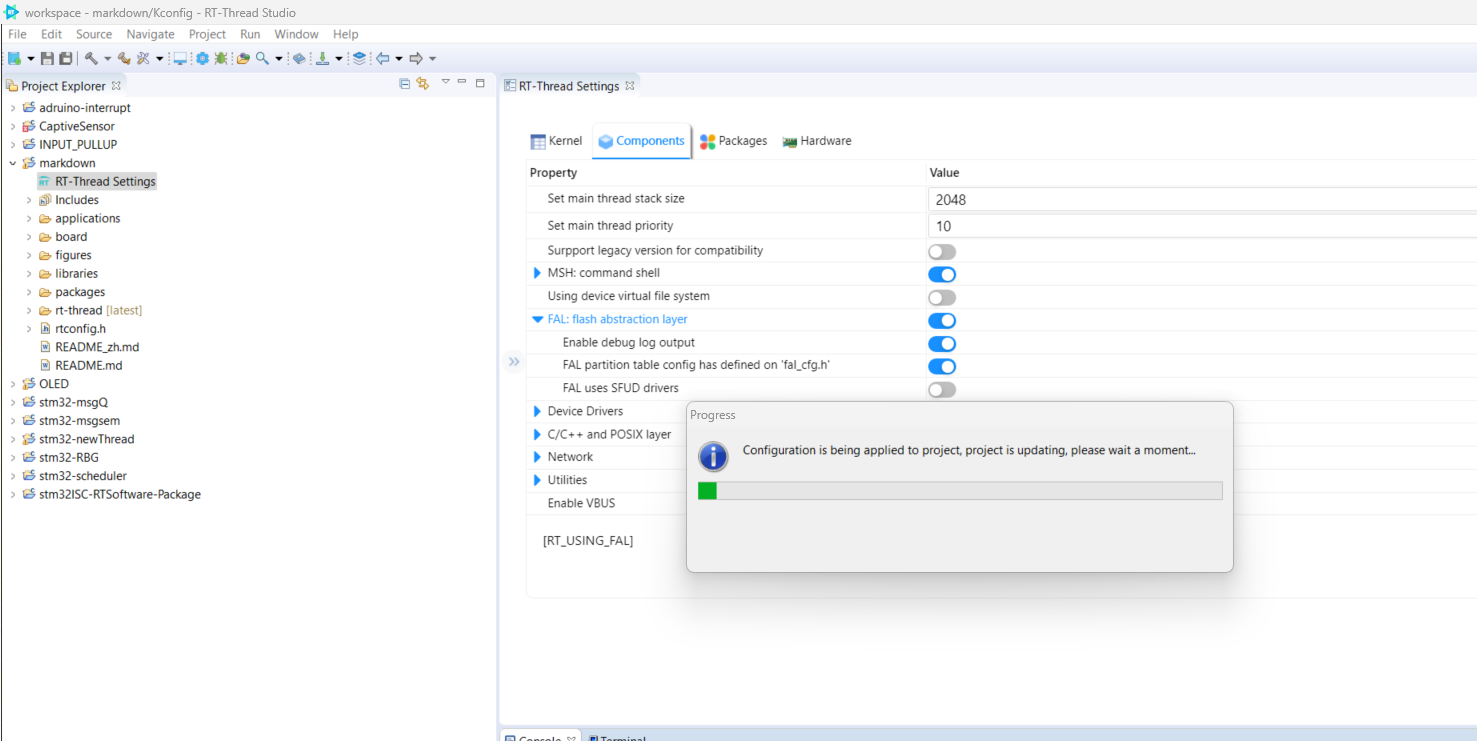 workspace - markdown/Kconfig - RT-Thread Studio
File Edit Source Navigate Project Run Window Help
Project Explorer
adruino-interrupt
CaptiveSensor
INPUT_PULLUP
markdown
RT-Thread Settings
Includes
applications
board
figures
libraries
packages
rt-thread [latest]
rtconfig.h
README_zh.md
README.md
OLED
stm32-msgQ
stm32-msgsem
stm32-newThread
stm32-RBG
stm32-scheduler
stm32ISC-RTSoftware-Package
RT-Thread Settings
Kernel Components Packages Hardware
Property Value
Set main thread stack size 2048
Set main thread priority 10
Surpport legacy version for compatibility
MSH: command shell
Using device virtual file system
FAL: flash abstraction layer
Enable debug log output
FAL partition table config has defined on 'fal_cfg.h'
FAL uses SFUD drivers
Device Drivers
C/C++ and POSIX layer
Network
Utilities
Enable VBUS
[RT_USING_FAL]
Progress
Configuration is being applied to project, project is updating, please wait a moment...
Console Terminal